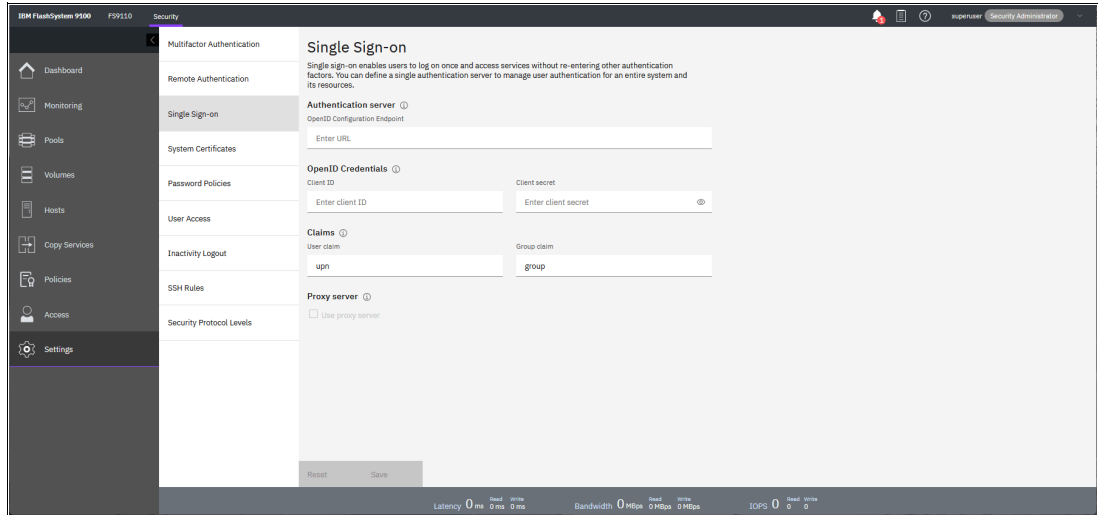 IBM FlashSystem 9100 FS9110 Security
1
superuser Security Administrator
Dashboard
Monitoring
Pools
Volumes
Hosts
Copy Services
Policies
Access
Settings
Multifactor Authentication
Remote Authentication
Single Sign-on
System Certificates
Password Policies
User Access
Inactivity Logout
SSH Rules
Security Protocol Levels
Single Sign-on
Single sign-on enables users to log on once and access services without re-entering other authentication
factors. You can define a single authentication server to manage user authentication for an entire system and
its resources.
Authentication server
OpenID Configuration Endpoint
Enter URL
OpenID Credentials
Client ID Client secret
Enter client ID Enter client secret
Claims
User claim Group claim
upn group
Proxy server
Use proxy server
Reset Save
Latency 0 ms Read 0 ms Write 0 ms Bandwidth 0 MBps Read 0 MBps Write 0 MBps IOPS 0 Read 0 Write 0